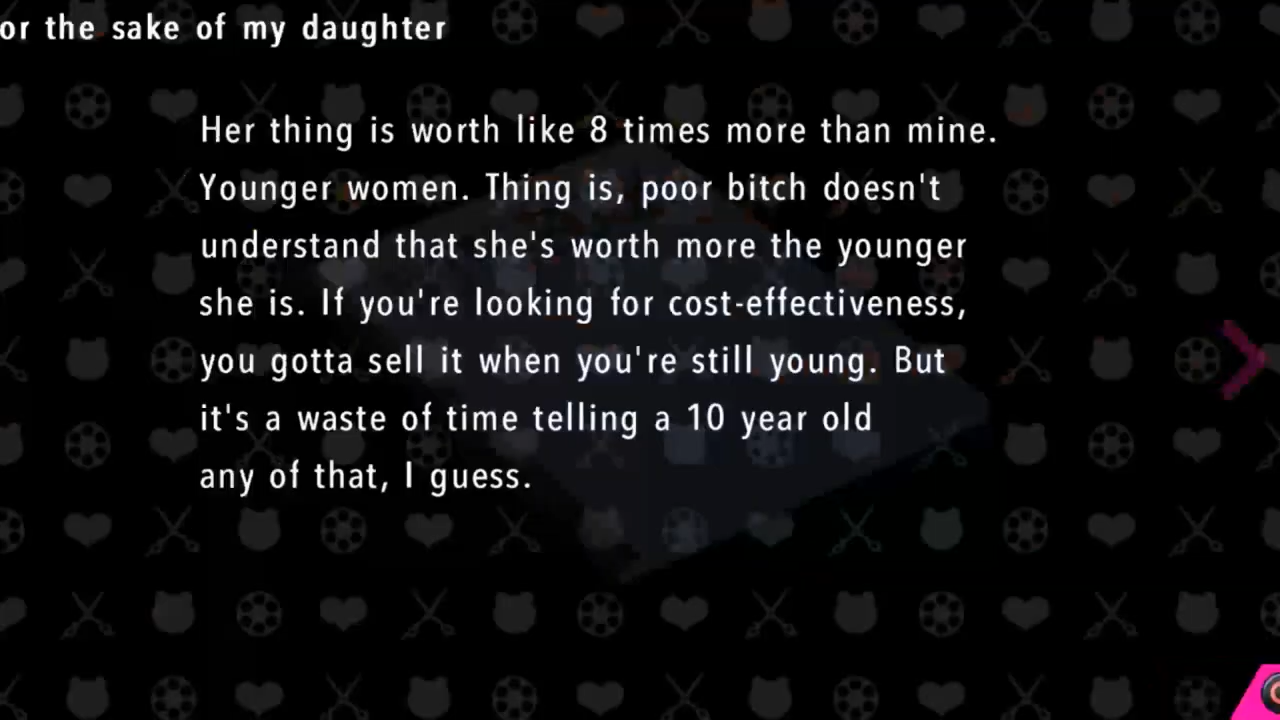 or the sake of my daughter
Her thing is worth like 8 times more than mine.
Younger women. Thing is, poor bitch doesn't
understand that she's worth more the younger
she is. If you're looking for cost-effectiveness,
you gotta sell it when you're still young. But
it's a waste of time telling a 10 year old
any of that, I guess.